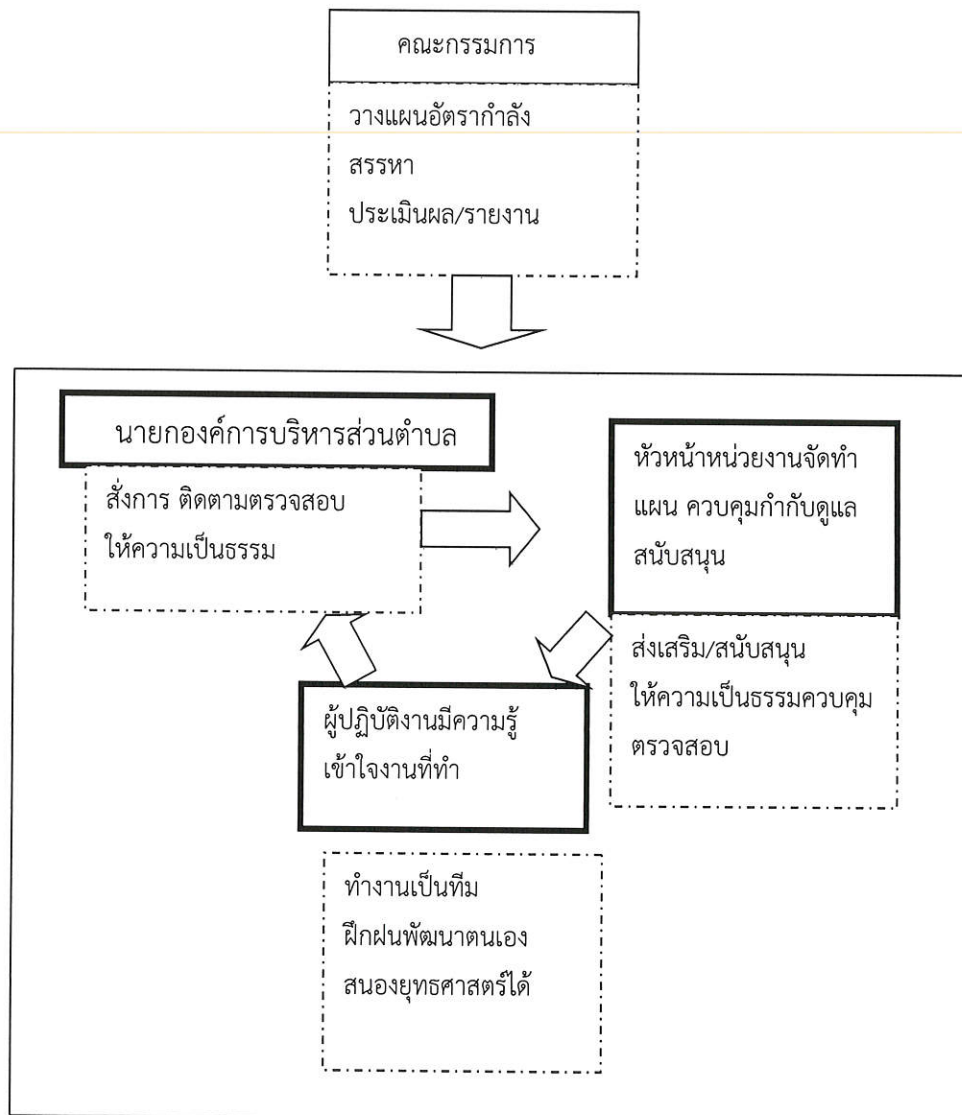 คณะกรรมการ
วางแผนอัตรากำลัง
สรรหา
ประเมินผล/รายงาน
นายกองค์การบริหารส่วนตำบล
สั่งการ ติดตามตรวจสอบ
ให้ความเป็นธรรม
หัวหน้าหน่วยงานจัดทำ
แผน ควบคุมกำกับดูแล
สนับสนุน
ส่งเสริม/สนับสนุน
ให้ความเป็นธรรมควบคุม
ตรวจสอบ
ผู้ปฏิบัติงานมีความรู้
เข้าใจงานที่ทำ
ทำงานเป็นทีม
ฝึกฝนพัฒนาตนเอง
สนองยุทธศาสตร์ได้